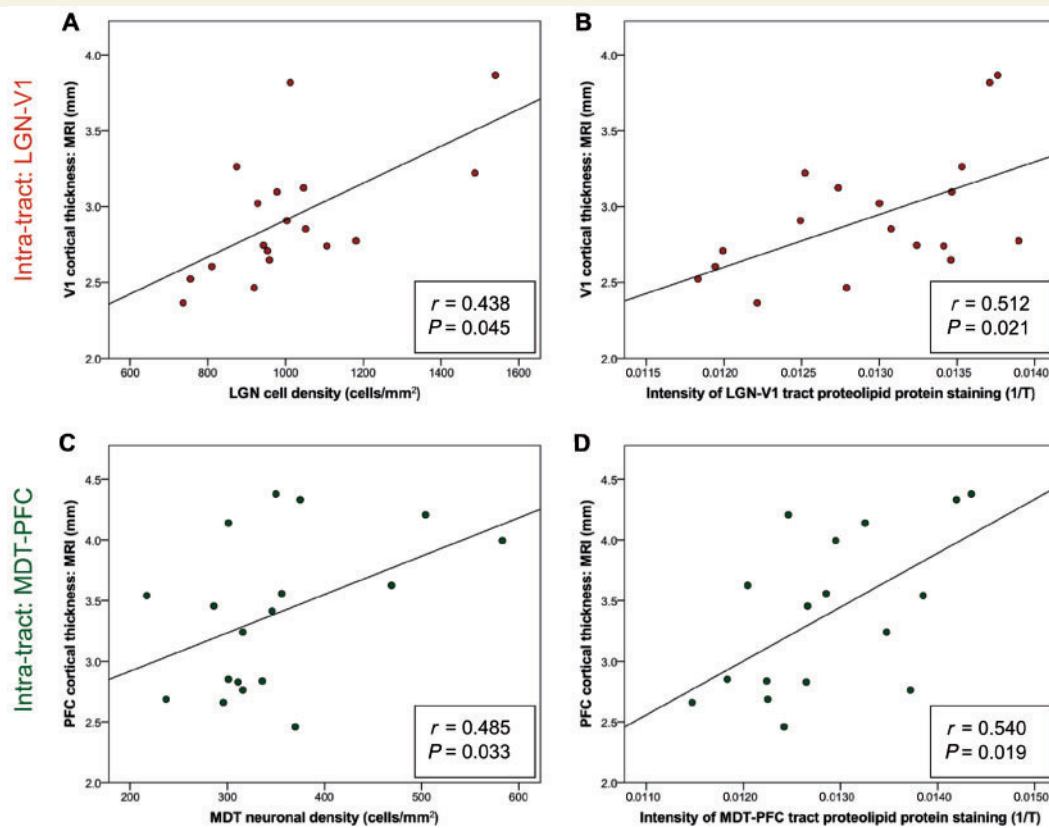 Intra-tract: LGN-V1
A
V1 cortical thickness: MRI (mm)
4.0
3.5
3.0
2.5
2.0
r = 0.438
P = 0.045
600 800 1000 1200 1400 1600
LGN cell density (cells/mm²)
B
V1 cortical thickness: MRI (mm)
4.0
3.5
3.0
2.5
2.0
r = 0.512
P = 0.021
0.0115 0.0120 0.0125 0.0130 0.0135 0.0140
Intensity of LGN-V1 tract proteolipid protein staining (1/T)
Intra-tract: MDT-PFC
C
PFC cortical thickness: MRI (mm)
4.5
4.0
3.5
3.0
2.5
2.0
r = 0.485
P = 0.033
200 300 400 500 600
MDT neuronal density (cells/mm²)
D
PFC cortical thickness: MRI (mm)
4.5
4.0
3.5
3.0
2.5
2.0
r = 0.540
P = 0.019
0.0110 0.0120 0.0130 0.0140 0.0150
Intensity of MDT-PFC tract proteolipid protein staining (1/T)